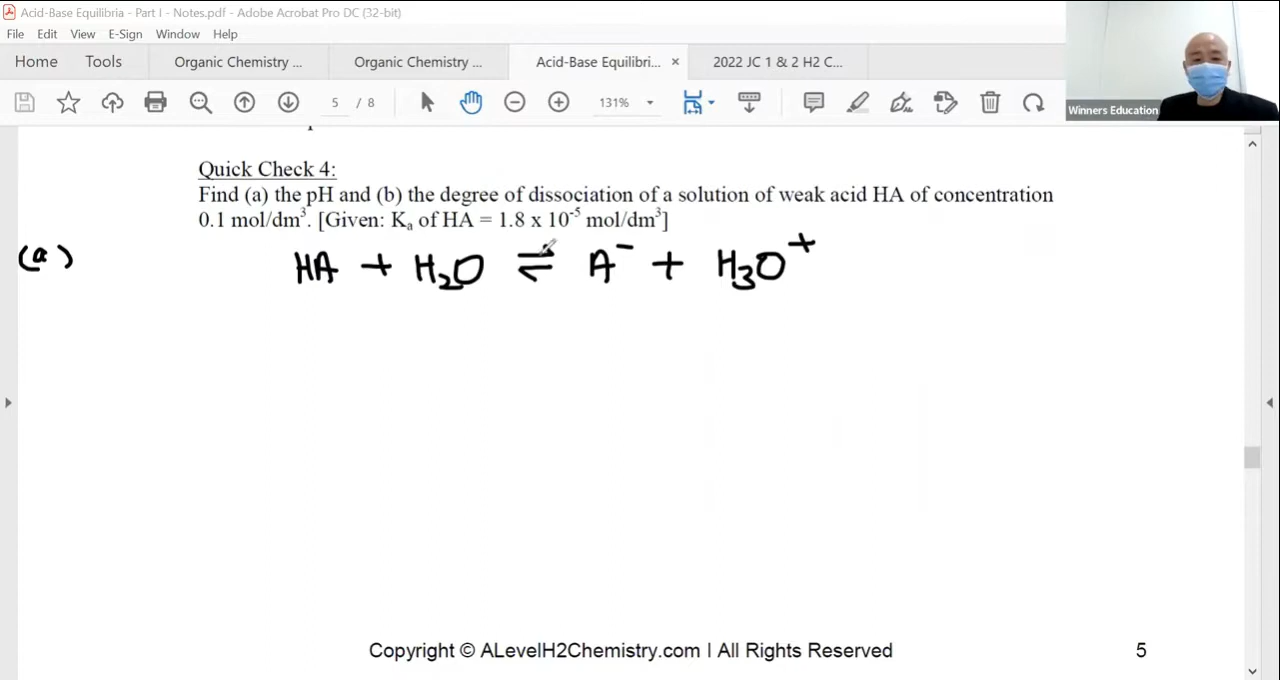 Acid-Base Equilibria - Part I - Notes.pdf - Adobe Acrobat Pro DC (32-bit)
File Edit View E-Sign Window Help
Home Tools Organic Chemistry ... Organic Chemistry ... Acid-Base Equilibri... × 2022 JC 1 & 2 H2 C...
5 / 8 131%
Winners Education
Quick Check 4:
Find (a) the pH and (b) the degree of dissociation of a solution of weak acid HA of concentration
0.1 mol/dm³. [Given: Kₐ of HA = 1.8 x 10⁻⁵ mol/dm³]
(a) HA + H₂O ⇌ A⁻ + H₃O⁺
Copyright © ALevelH2Chemistry.com I All Rights Reserved 5